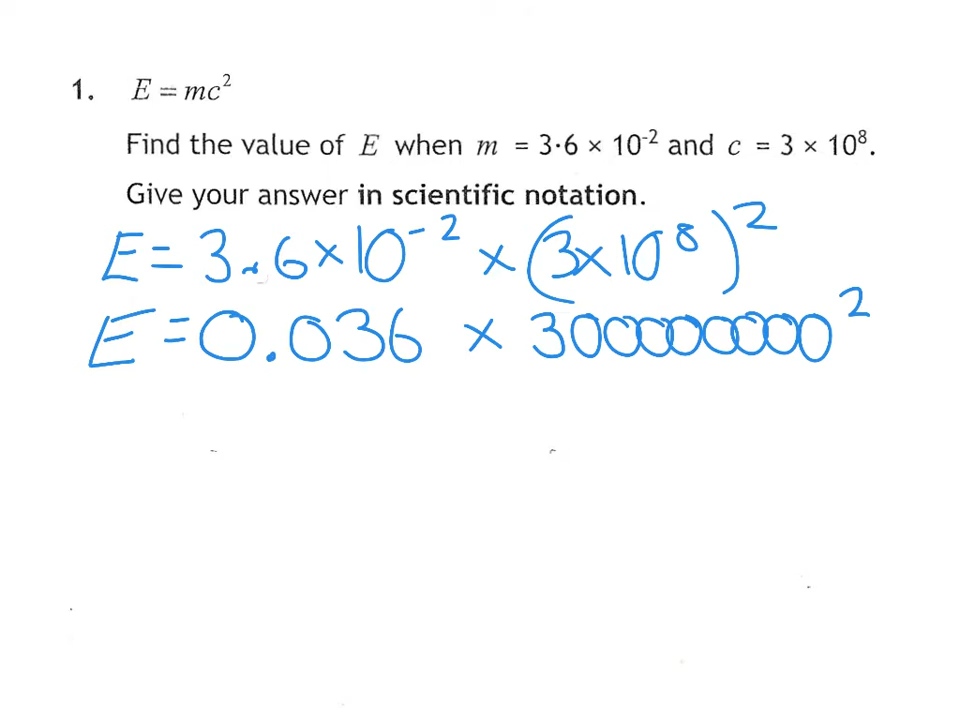 1. E = mc²
Find the value of E when m = 3·6 × 10⁻² and c = 3 × 10⁸.
Give your answer in scientific notation.
E = 3.6 × 10⁻² × (3 × 10⁸)²
E = 0.036 × 300000000²